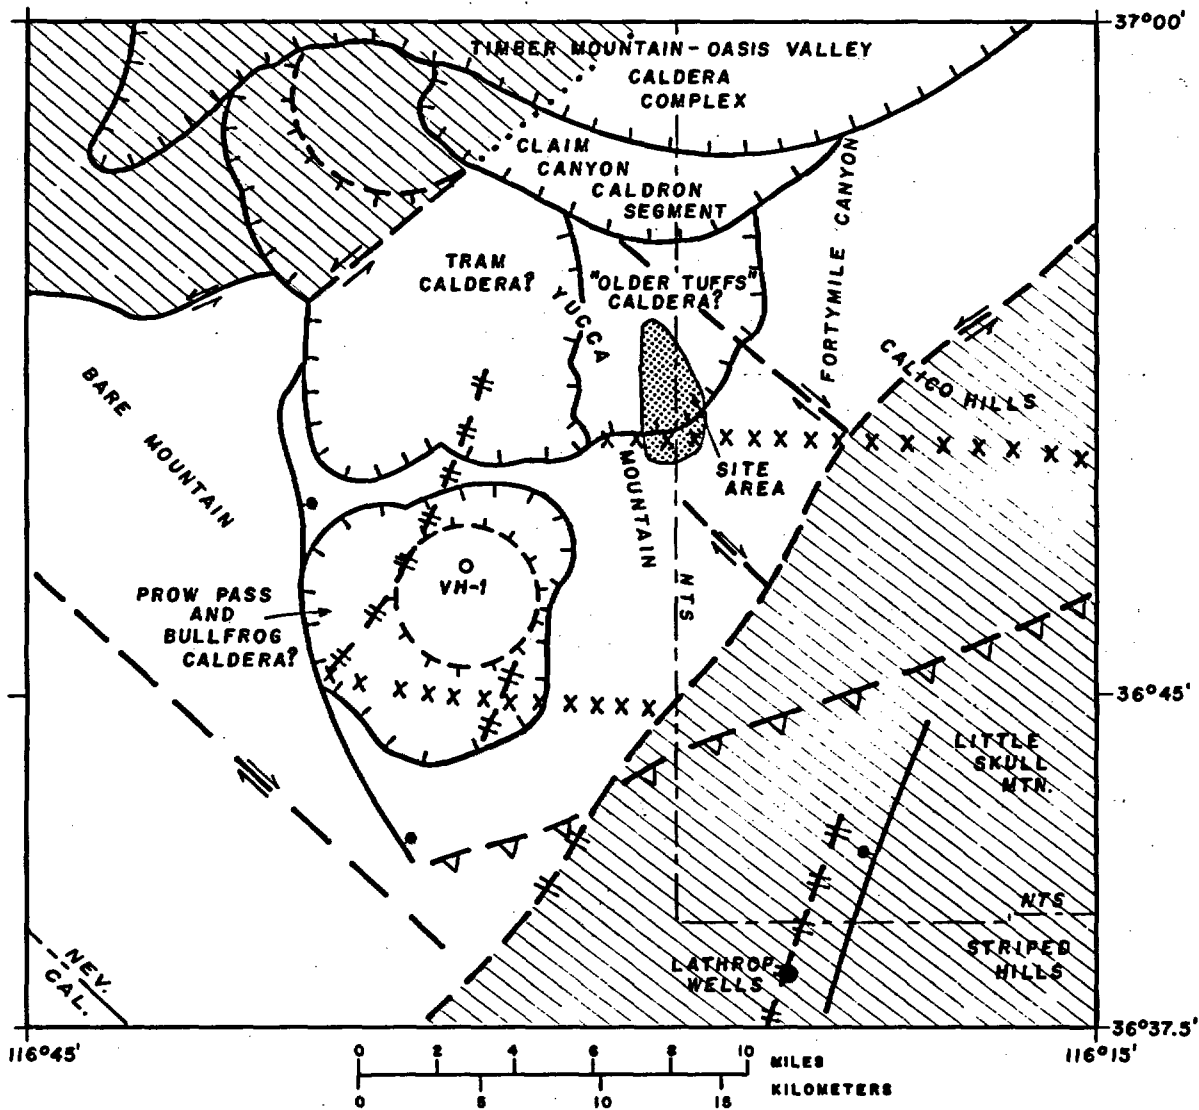 37°00'
TIMBER MOUNTAIN-OASIS VALLEY
CALDERA
COMPLEX
CLAIM
CANYON
CALDRON
SEGMENT
FORTYMILE CANYON
TRAM
CALDERA?
"OLDER TUFFS"
CALDERA?
YUCCA
MOUNTAIN
CALICO HILLS
BARE MOUNTAIN
SITE
AREA
VH-1
NTS
PROW PASS
AND
BULLFROG
CALDERA?
36°45'
LITTLE
SKULL
MTN.
NTS
STRIPED
HILLS
LATHROP
WELLS
NEV.
CAL.
36°37.5'
116°45'
116°15'
0 2 4 6 8 10 MILES
0 5 10 15 KILOMETERS